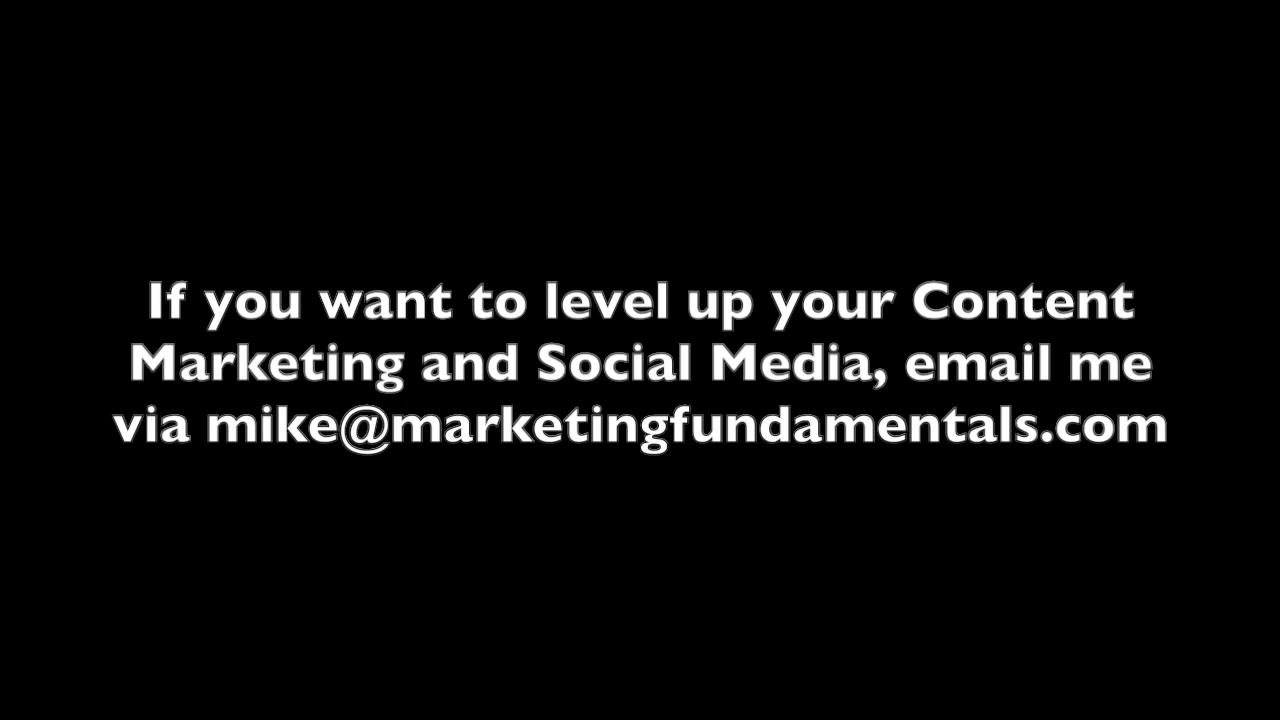 If you want to level up your Content
Marketing and Social Media, email me
via mike@marketingfundamentals.com